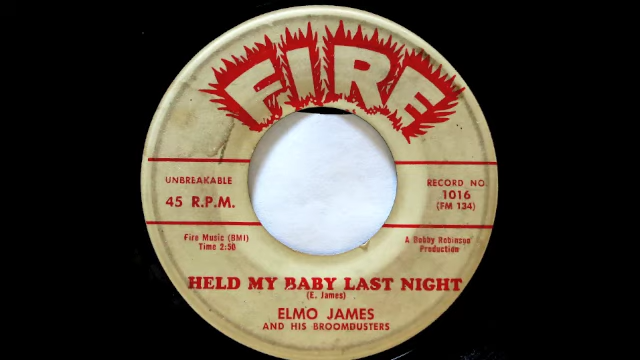 FIRE
UNBREAKABLE
45 R.P.M.
RECORD NO.
1016
(FM 134)
Fire Music (BMI)
Time 2:50
A Bobby Robinson
Production
HELD MY BABY LAST NIGHT
(E. James)
ELMO JAMES
AND HIS BROOMDUSTERS